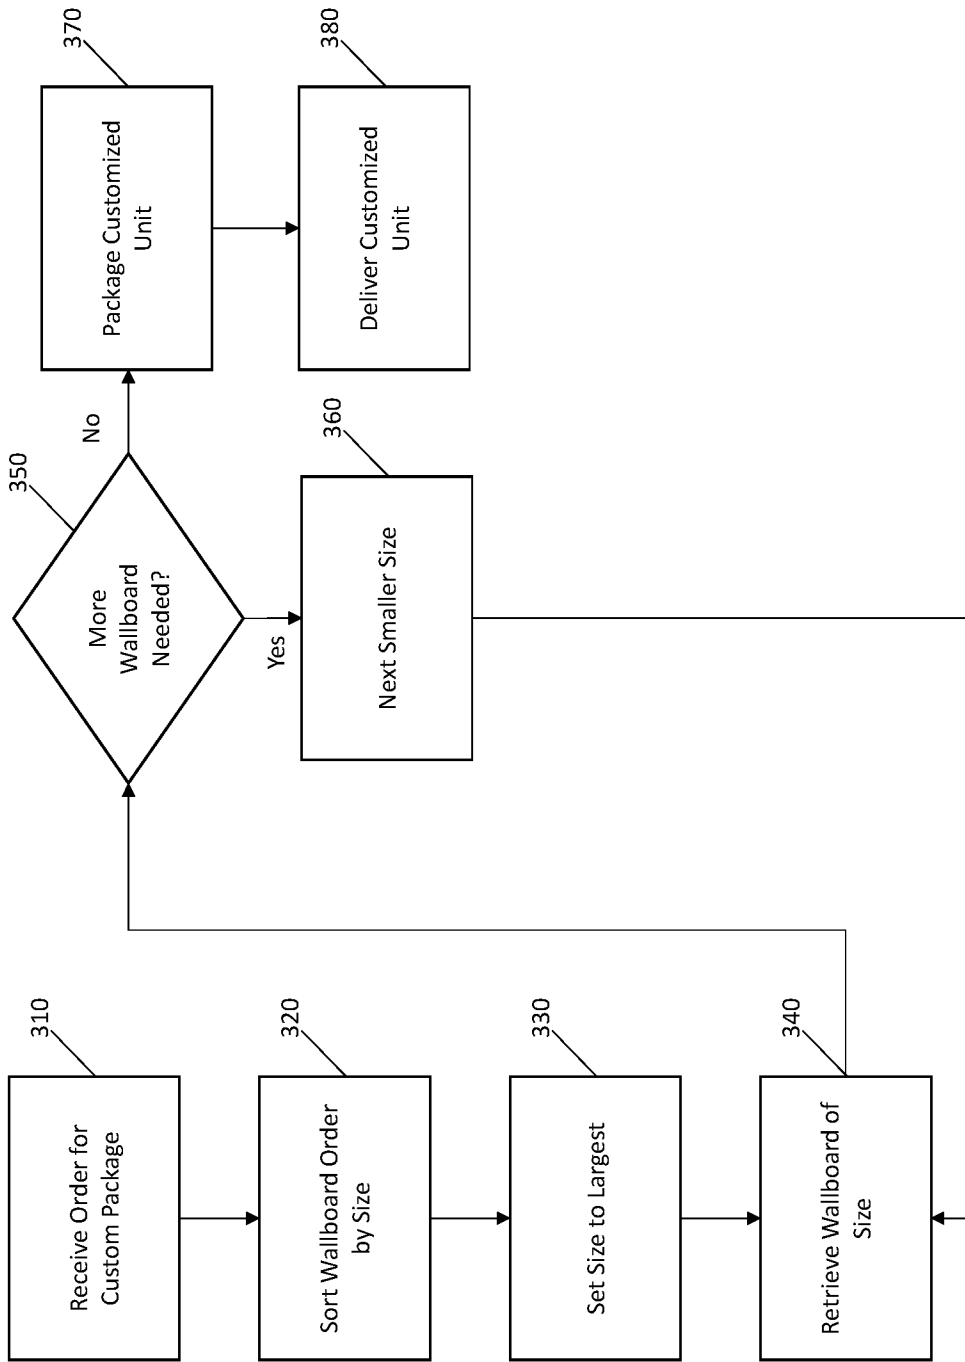 310
Receive Order for
Custom Package
320
Sort Wallboard Order
by Size
330
Set Size to Largest
340
Retrieve Wallboard of
Size
350
More
Wallboard
Needed?
No
Yes
360
Next Smaller Size
370
Package Customized
Unit
380
Deliver Customized
Unit